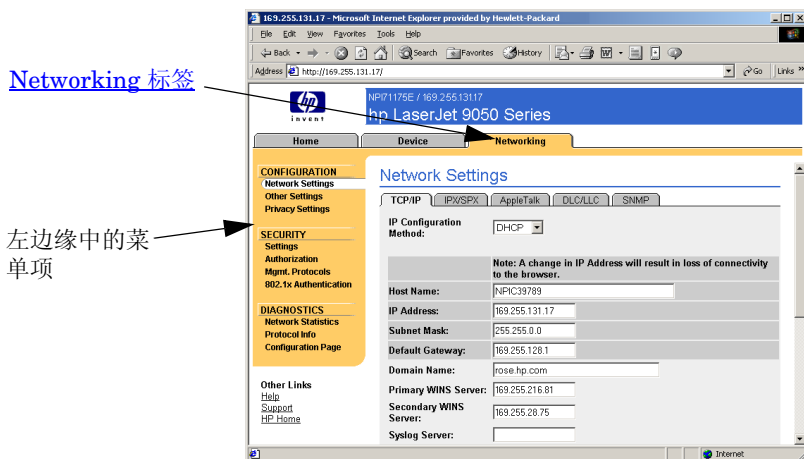 169.255.131.17 - Microsoft Internet Explorer provided by Hewlett-Packard
File Edit View Favorites Tools Help
Back Search Favorites History
Address http://169.255.131.17/ Go Links »
Networking 标签
hp
invent
NPI71175E / 169.255.131.17
hp LaserJet 9050 Series
Home Device Networking
CONFIGURATION
Network Settings
Other Settings
Privacy Settings
SECURITY
Settings
Authorization
Mgmt. Protocols
802.1x Authentication
DIAGNOSTICS
Network Statistics
Protocol Info
Configuration Page
Other Links
Help
Support
HP Home
左边缘中的菜
单项
Network Settings
TCP/IP IPX/SPX AppleTalk DLC/LLC SNMP
IP Configuration
Method: DHCP
Note: A change in IP Address will result in loss of connectivity
to the browser.
Host Name: NPIC39789
IP Address: 169.255.131.17
Subnet Mask: 255.255.0.0
Default Gateway: 169.255.128.1
Domain Name: rose.hp.com
Primary WINS Server: 169.255.216.81
Secondary WINS
Server: 169.255.28.75
Syslog Server:
Internet